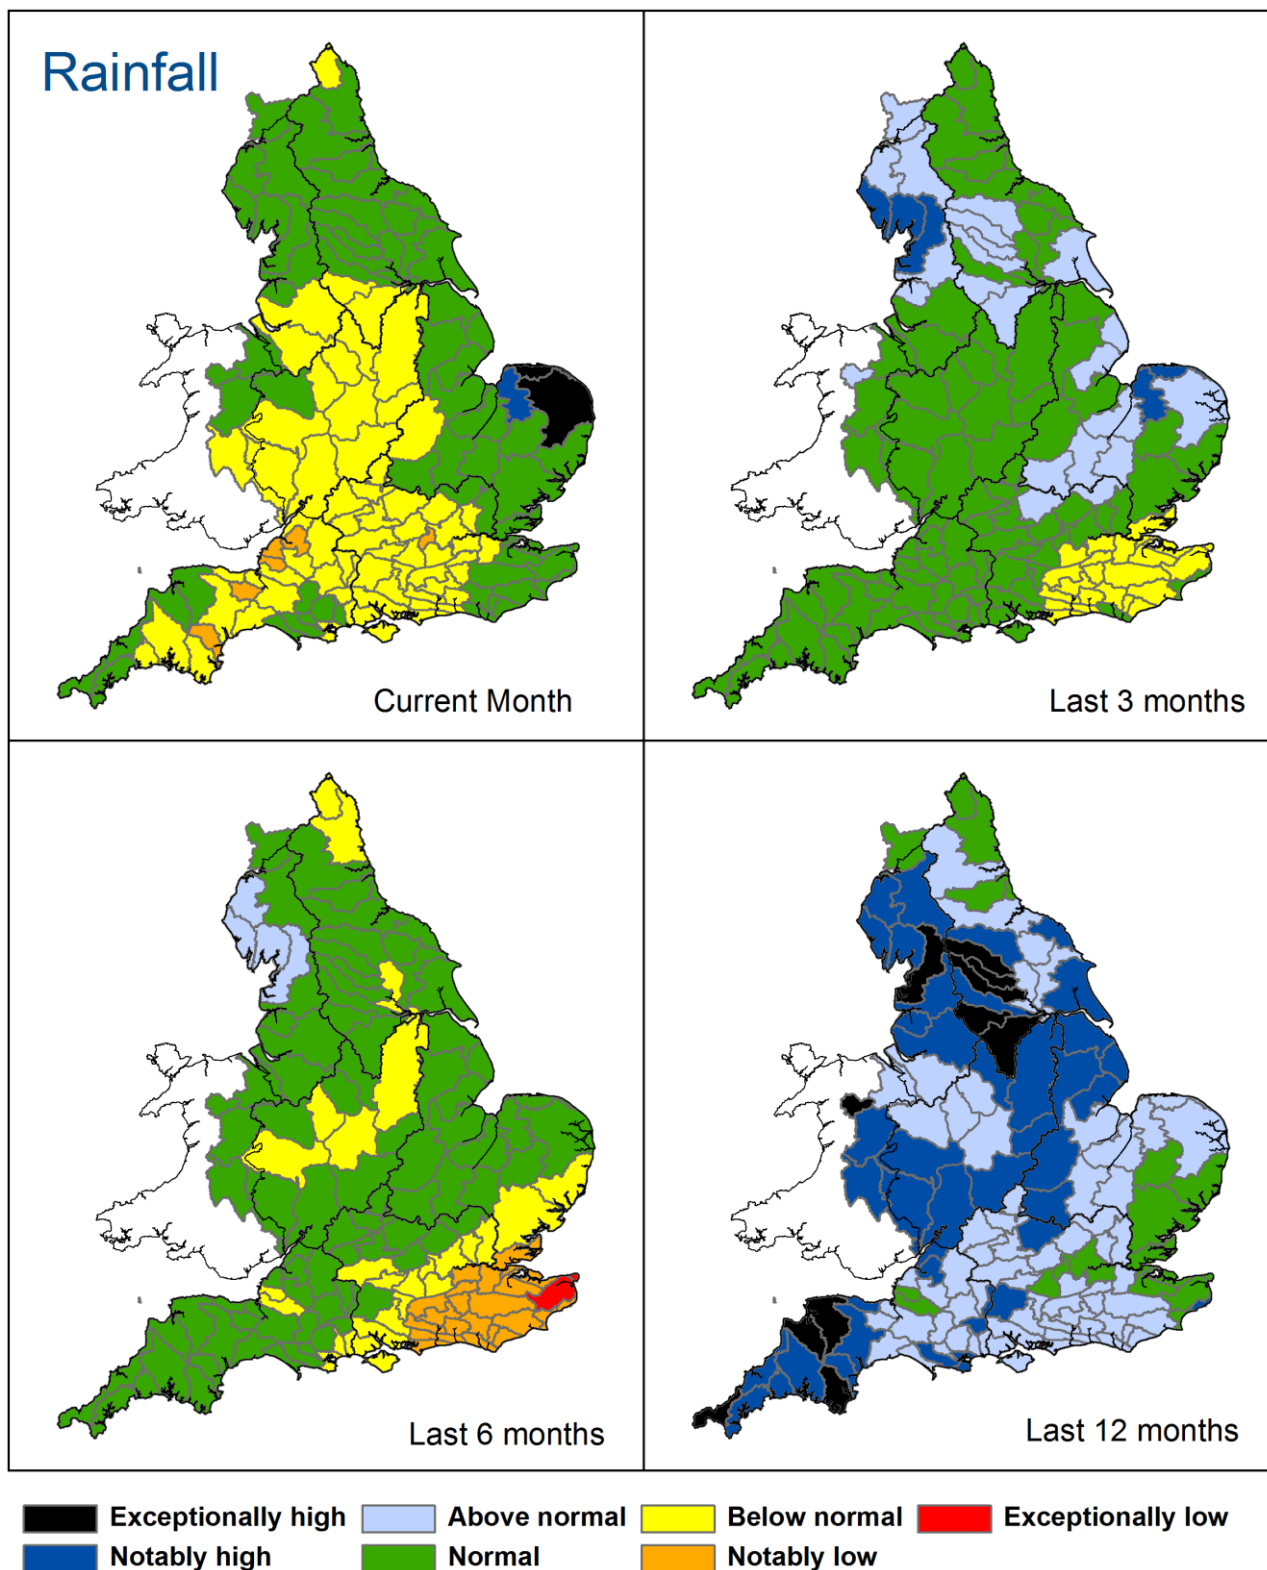 Rainfall
Current Month
Last 3 months
Last 6 months
Last 12 months
Exceptionally high
Above normal
Below normal
Exceptionally low
Notably high
Normal
Notably low